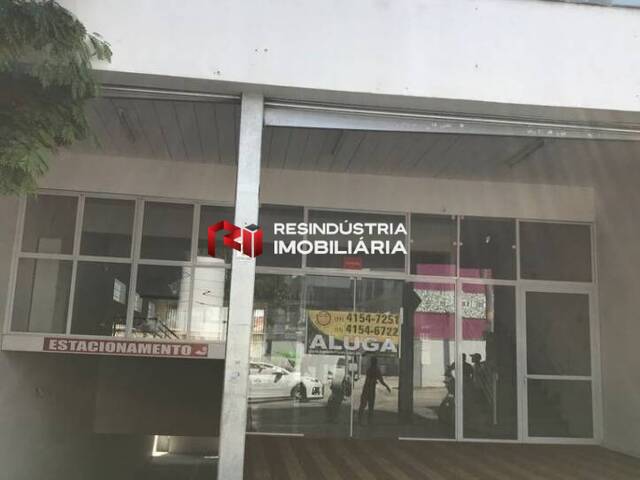 RESINDÚSTRIA
IMOBILIÁRIA
4154-7251
4154-6722
ALUGA
ESTACIONAMENTO